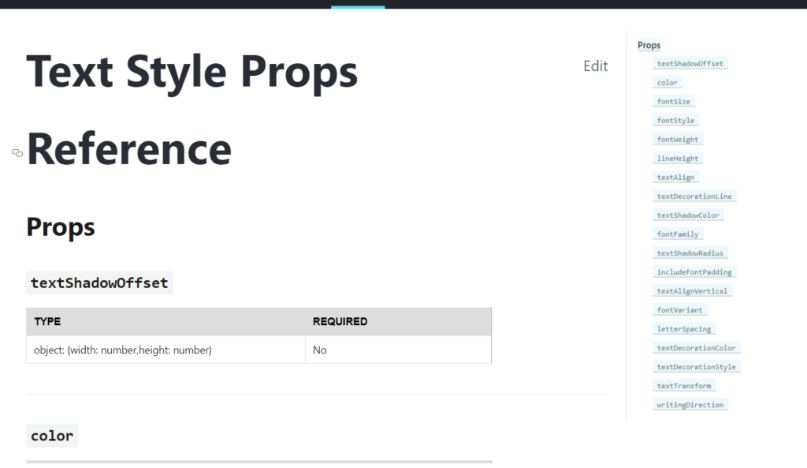 Text Style Props
Edit
Reference
Props
textShadowOffset
TYPE REQUIRED
object: {width: number,height: number} No
color
Props
textShadowOffset
color
fontSize
fontStyle
fontWeight
lineHeight
textAlign
textDecorationLine
textShadowColor
fontFamily
textShadowRadius
includeFontPadding
textAlignVertical
fontVariant
letterSpacing
textDecorationColor
textDecorationStyle
textTransform
writingDirection